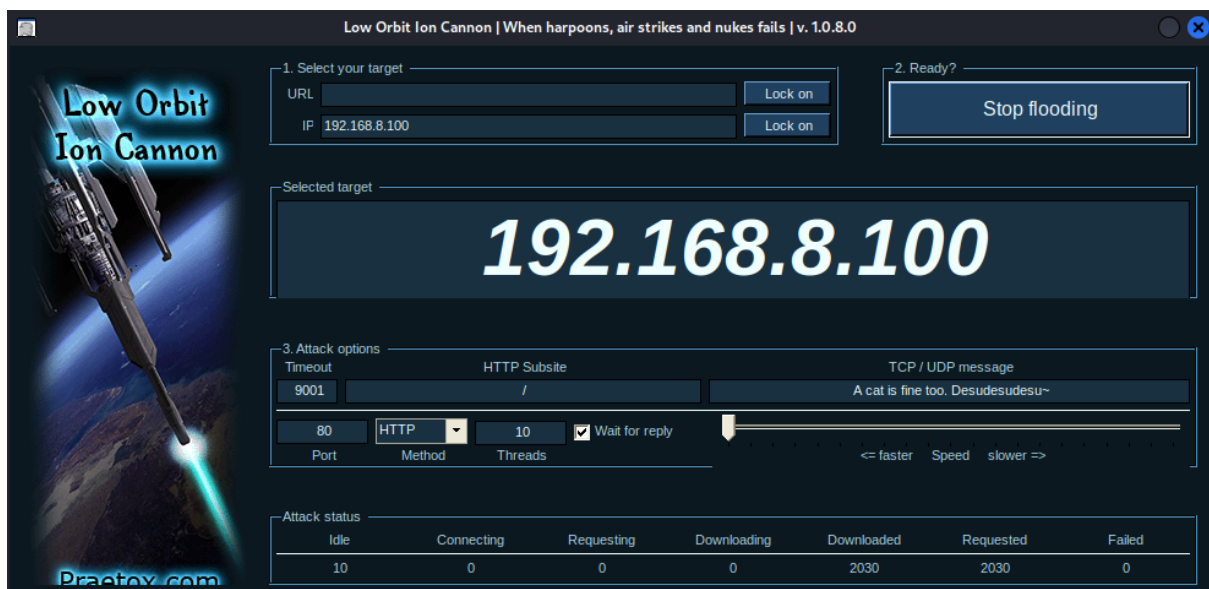 Low Orbit Ion Cannon | When harpoons, air strikes and nukes fails | v. 1.0.8.0
Low Orbit
Ion Cannon
Praetox.com
1. Select your target
URL Lock on
IP 192.168.8.100 Lock on
2. Ready?
Stop flooding
Selected target
192.168.8.100
3. Attack options
Timeout HTTP Subsite TCP / UDP message
9001 / A cat is fine too. Desudesudesu~
80 HTTP 10 Wait for reply
Port Method Threads <= faster Speed slower =>
Attack status
Idle Connecting Requesting Downloading Downloaded Requested Failed
10 0 0 0 2030 2030 0